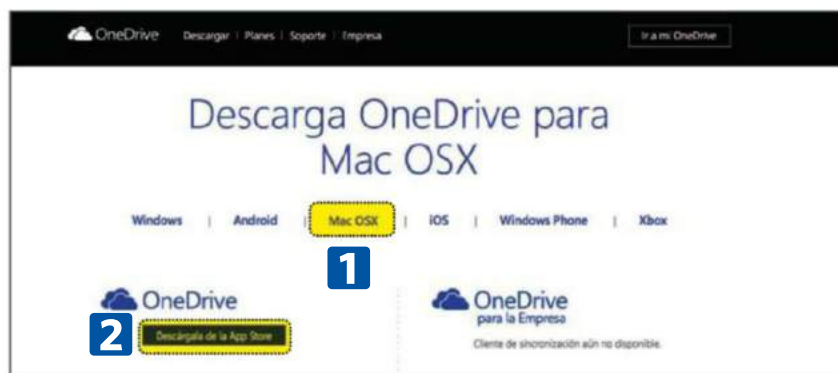 OneDrive Descargar | Planes | Soporte | Empresa Ir a mi OneDrive
Descarga OneDrive para
Mac OSX
Windows | Android | Mac OSX | iOS | Windows Phone | Xbox
1
OneDrive
2 Descárgala de la App Store
OneDrive
para la Empresa
Cliente de sincronización aún no disponible.